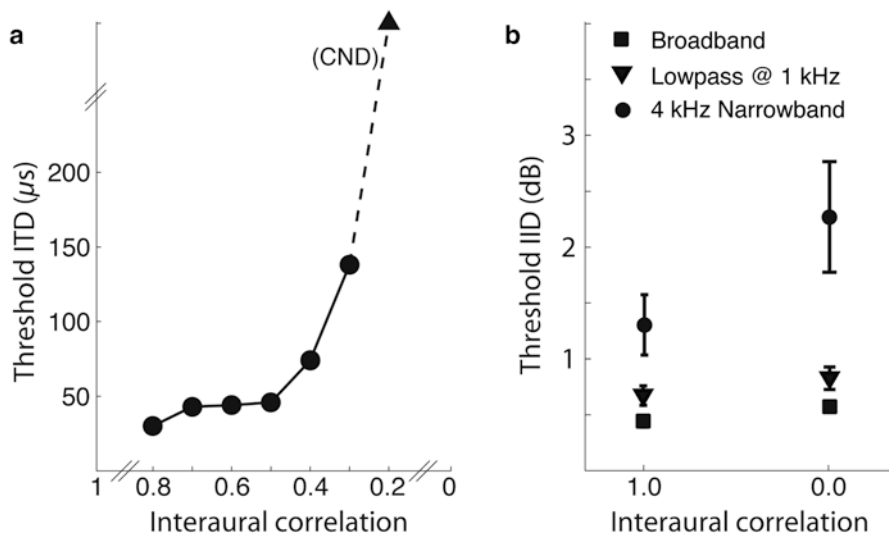 a
Threshold ITD (µs)
200
150
100
50
(CND)
1
0.8
0.6
0.4
0.2
0
Interaural correlation
b
Broadband
Lowpass @ 1 kHz
4 kHz Narrowband
Threshold IID (dB)
3
2
1
1.0
0.0
Interaural correlation